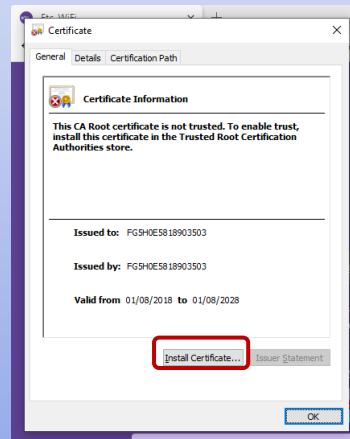 Etc_WiFi
Certificate
General Details Certification Path
Certificate Information
This CA Root certificate is not trusted. To enable trust,
install this certificate in the Trusted Root Certification
Authorities store.
Issued to: FG5H0E5818903503
Issued by: FG5H0E5818903503
Valid from 01/08/2018 to 01/08/2028
Install Certificate... Issuer Statement
OK